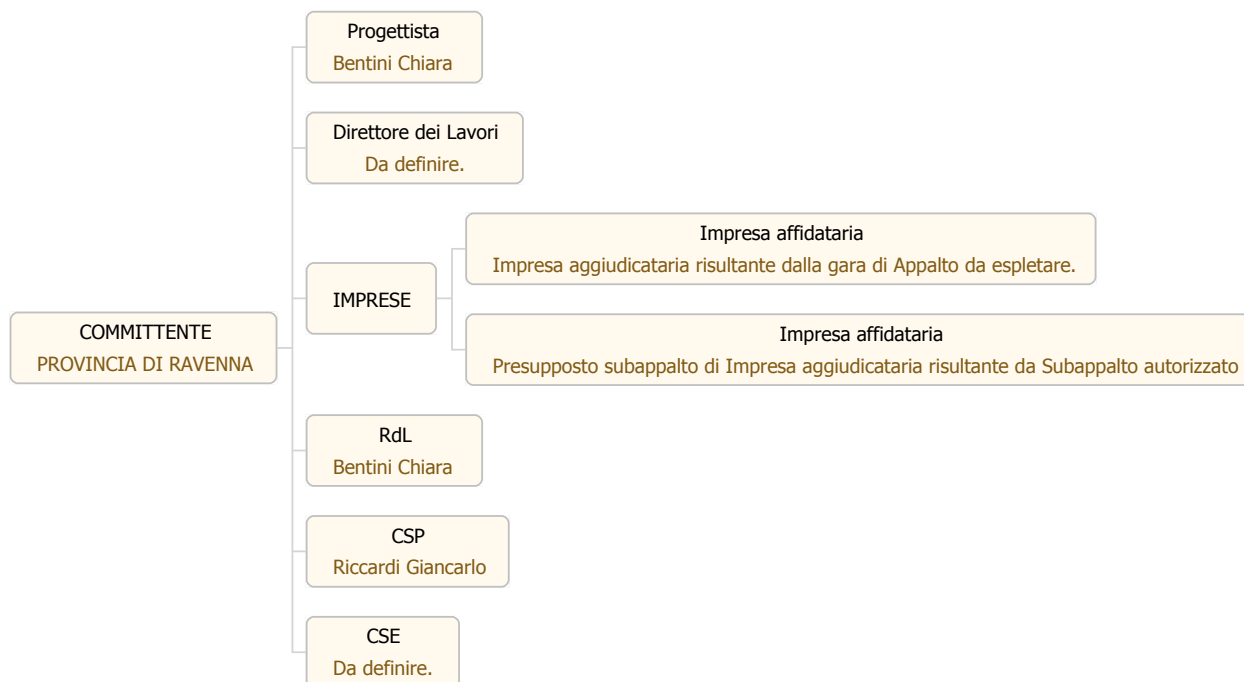 Progettista
Bentini Chiara
Direttore dei Lavori
Da definire.
Impresa affidataria
Impresa aggiudicataria risultante dalla gara di Appalto da espletare.
IMPRESE
COMMITTENTE
PROVINCIA DI RAVENNA
Impresa affidataria
Presupposto subappalto di Impresa aggiudicataria risultante da Subappalto autorizzato
RdL
Bentini Chiara
CSP
Riccardi Giancarlo
CSE
Da definire.